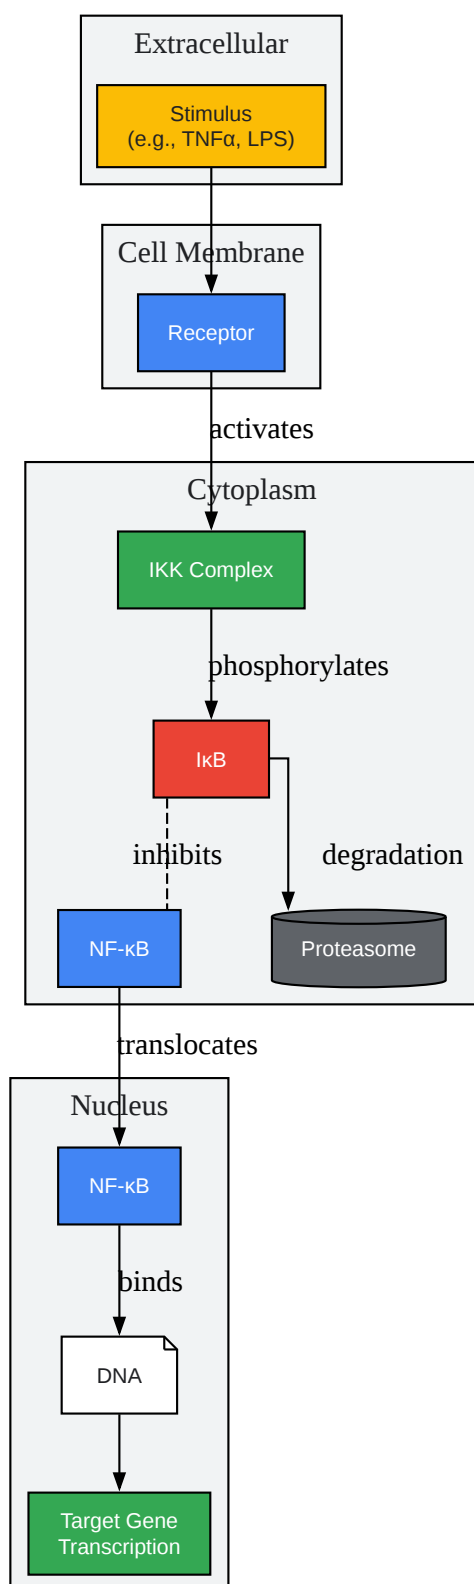 Extracellular
Stimulus
(e.g., TNFα, LPS)
Cell Membrane
Receptor
activates
Cytoplasm
IKK Complex
phosphorylates
IκB
inhibits
degradation
NF-κB
Proteasome
translocates
Nucleus
NF-κB
binds
DNA
Target Gene
Transcription